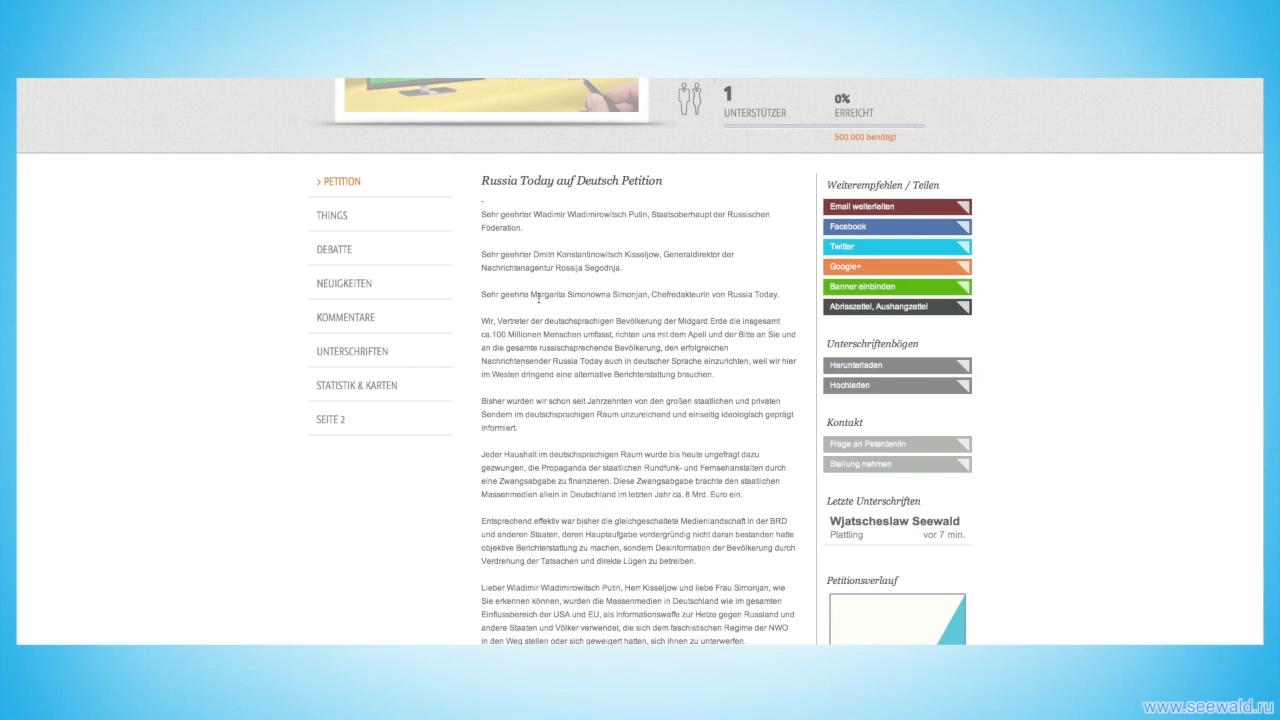 1
UNTERSTÜTZER
0%
ERREICHT
500.000 benötigt
> PETITION
THINGS
DEBATTE
NEUIGKEITEN
KOMMENTARE
UNTERSCHRIFTEN
STATISTIK & KARTEN
SEITE 2
Russia Today auf Deutsch Petition
-
Sehr geehrter Wladimir Wladimirowitsch Putin, Staatsoberhaupt der Russischen
Föderation.
Sehr geehrter Dmitri Konstantinowitsch Kisseljow, Generaldirektor der
Nachrichtenagentur Rossija Segodnja.
Sehr geehrte Margarita Simonowna Simonjan, Chefredakteurin von Russia Today.
Wir, Vertreter der deutschsprachigen Bevölkerung der Midgard Erde die insgesamt
ca.100 Millionen Menschen umfasst, richten uns mit dem Apell und der Bitte an Sie und
an die gesamte russischsprechende Bevölkerung, den erfolgreichen
Nachrichtensender Russia Today auch in deutscher Sprache einzurichten, weil wir hier
im Westen dringend eine alternative Berichterstattung brauchen.
Bisher wurden wir schon seit Jahrzehnten von den großen staatlichen und privaten
Sendern im deutschsprachigen Raum unzureichend und einseitig ideologisch geprägt
informiert.
Jeder Haushalt im deutschsprachigen Raum wurde bis heute ungefragt dazu
gezwungen, die Propaganda der staatlichen Rundfunk- und Fernsehanstalten durch
eine Zwangsabgabe zu finanzieren. Diese Zwangsabgabe brachte den staatlichen
Massenmedien allein in Deutschland im letzten Jahr ca. 8 Mrd. Euro ein.
Entsprechend effektiv war bisher die gleichgeschaltete Medienlandschaft in der BRD
und anderen Staaten, deren Hauptaufgabe vordergründig nicht daran bestanden hatte
objektive Berichterstattung zu machen, sondern Desinformation der Bevölkerung durch
Verdrehung der Tatsachen und direkte Lügen zu betreiben.
Lieber Wladimir Wladimirowitsch Putin, Herr Kisseljow und liebe Frau Simonjan, wie
Sie erkennen können, wurden die Massenmedien in Deutschland wie im gesamten
Einflussbereich der USA und EU, als Informationswaffe zur Hetze gegen Russland und
andere Staaten und Völker verwendet, die sich dem faschistischen Regime der NWO
in den Weg stellen oder sich geweigert hatten, sich ihnen zu unterwerfen.
Weiterempfehlen / Teilen
Email weiterleiten
Facebook
Twitter
Google+
Banner einbinden
Abrisszettel, Aushangzettel
Unterschriftenbögen
Herunterladen
Hochladen
Kontakt
Frage an Petenten/in
Stellung nehmen
Letzte Unterschriften
Wjatscheslaw Seewald
Plattling vor 7 min.
Petitionsverlauf
www.seewald.ru